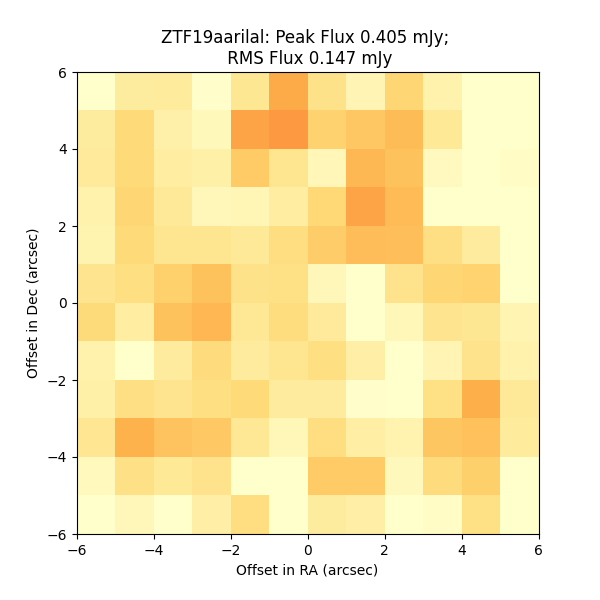 ZTF19aarilal: Peak Flux 0.405 mJy;
RMS Flux 0.147 mJy
6
4
2
0
−2
−4
−6
Offset in Dec (arcsec)
−6 −4 −2 0 2 4 6
Offset in RA (arcsec)